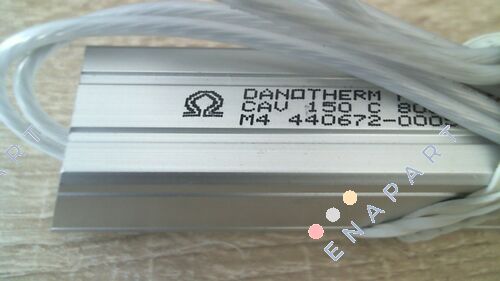 Ω DANOTHERM
CAV 150 C
M4 440672-000
ENAPART